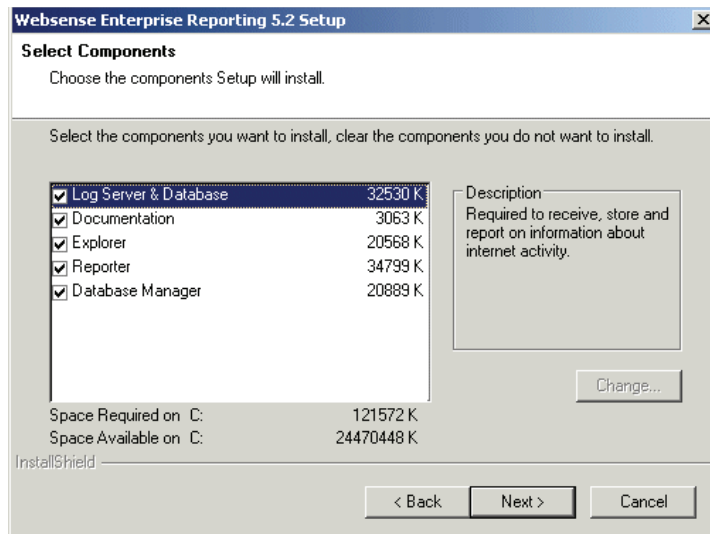 Websense Enterprise Reporting 5.2 Setup
Select Components
Choose the components Setup will install.
Select the components you want to install, clear the components you do not want to install.
Log Server & Database 32530 K
Documentation 3063 K
Explorer 20568 K
Reporter 34799 K
Database Manager 20889 K
Description
Required to receive, store and
report on information about
internet activity.
Change...
Space Required on C: 121572 K
Space Available on C: 24470448 K
InstallShield
< Back Next > Cancel